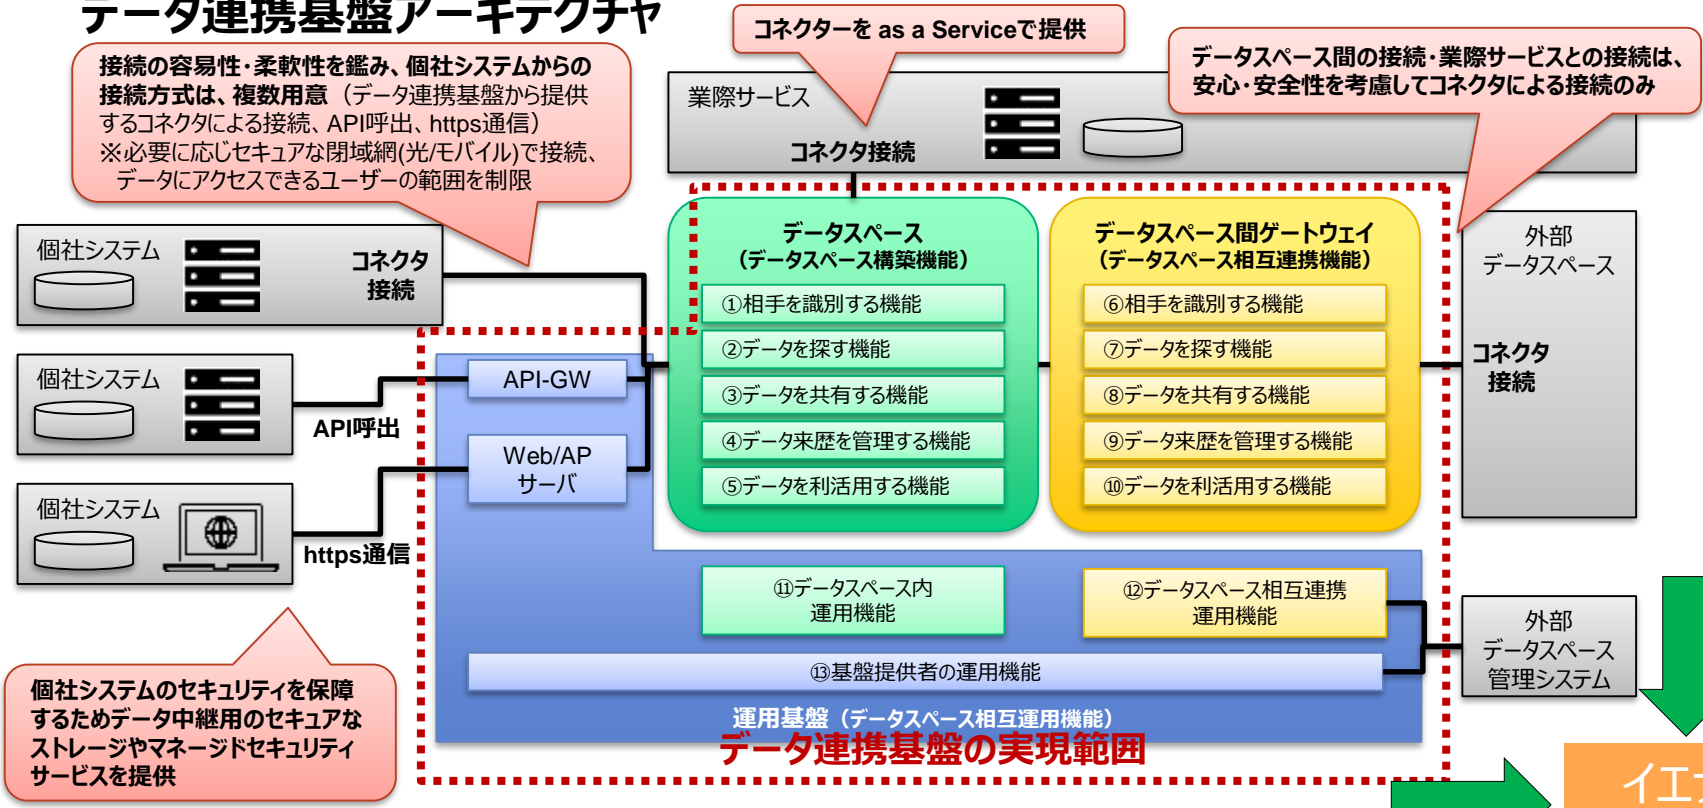 データ連携基盤アーキテクチャ
コネクターを as a Serviceで提供
接続の容易性・柔軟性を鑑み、個社システムからの
接続方式は、複数用意（データ連携基盤から提供
するコネクタによる接続、API呼出、https通信）
※必要に応じセキュアな閉域網(光/モバイル)で接続、
データにアクセスできるユーザーの範囲を制限
データスペース間の接続・業際サービスとの接続は、
安心・安全性を考慮してコネクタによる接続のみ
業際サービス
コネクタ接続
個社システム
コネクタ
接続
個社システム
API呼出
個社システム
https通信
API-GW
Web/AP
サーバ
データスペース
（データスペース構築機能）
①相手を識別する機能
②データを探す機能
③データを共有する機能
④データ来歴を管理する機能
⑤データを利活用する機能
データスペース間ゲートウェイ
（データスペース相互連携機能）
⑥相手を識別する機能
⑦データを探す機能
⑧データを共有する機能
⑨データ来歴を管理する機能
⑩データを利活用する機能
外部
データスペース
コネクタ
接続
⑪データスペース内
運用機能
⑫データスペース相互連携
運用機能
⑬基盤提供者の運用機能
運用基盤（データスペース相互運用機能）
データ連携基盤の実現範囲
外部
データスペース
管理システム
個社システムのセキュリティを保障
するためデータ中継用のセキュアな
ストレージやマネージドセキュリティ
サービスを提供